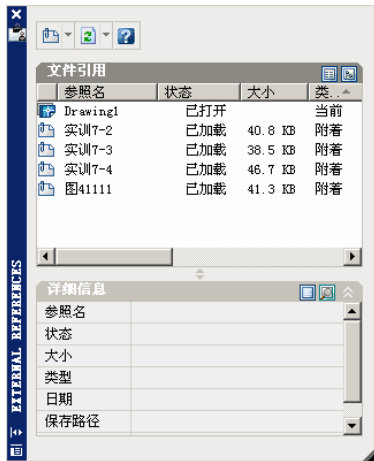 文件引用
参照名 状态 大小 类..
Drawing1 已打开 当前
实训7-2 已加载 40.8 KB 附着
实训7-3 已加载 38.5 KB 附着
实训7-4 已加载 46.7 KB 附着
图41111 已加载 41.3 KB 附着
详细信息
参照名
状态
大小
类型
日期
保存路径
EXTERNAL REFERENCES